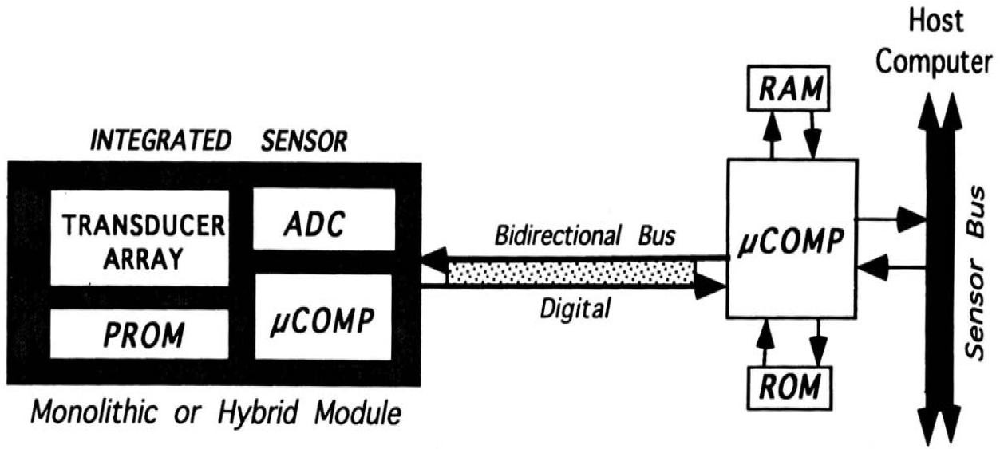 Host
Computer
RAM
INTEGRATED SENSOR
TRANSDUCER
ARRAY
ADC
Bidirectional Bus
µCOMP
Sensor Bus
PROM
µCOMP
Digital
ROM
Monolithic or Hybrid Module